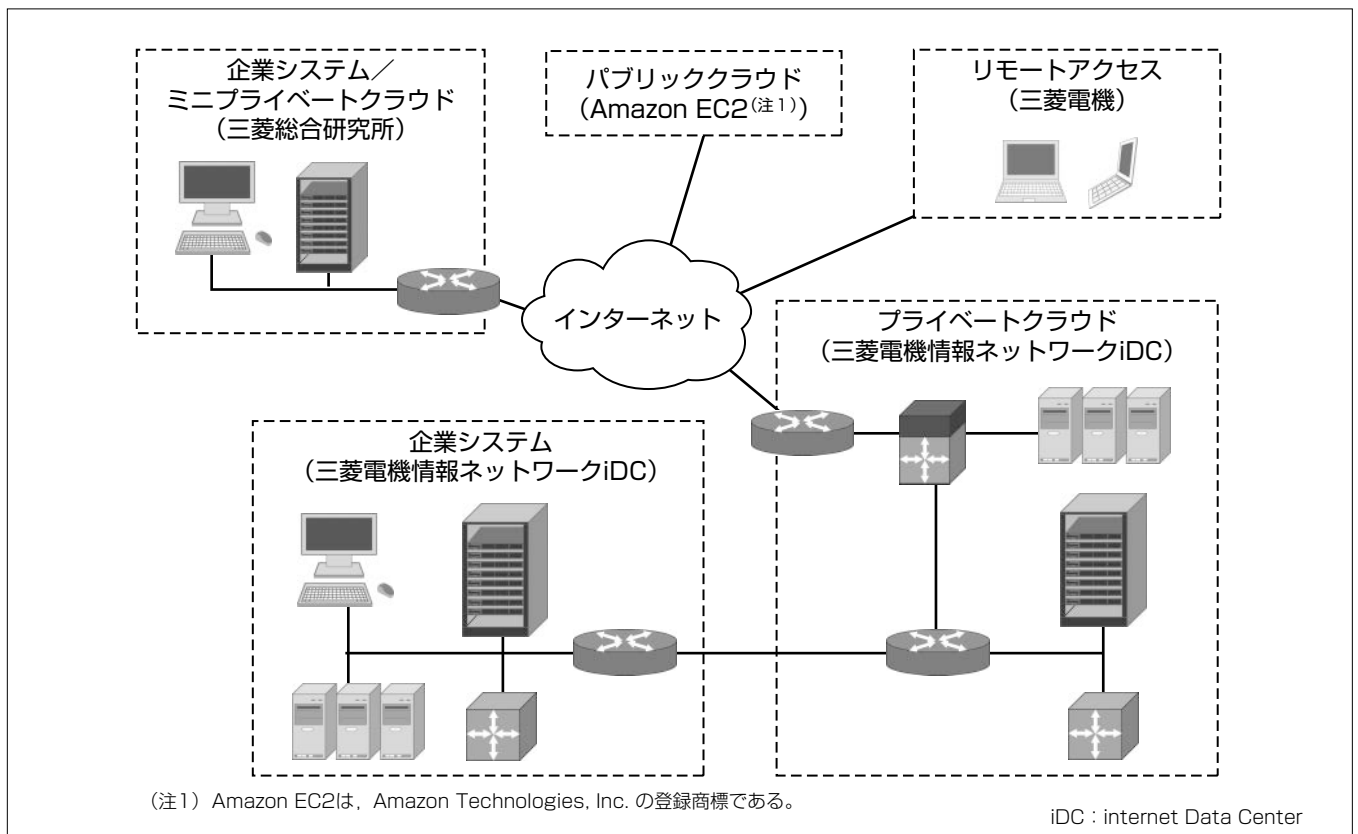 企業システム／
ミニプライベートクラウド
（三菱総合研究所）
パブリッククラウド
（Amazon EC2(注1)）
リモートアクセス
（三菱電機）
インターネット
プライベートクラウド
（三菱電機情報ネットワークiDC）
企業システム
（三菱電機情報ネットワークiDC）
（注1）Amazon EC2は，Amazon Technologies, Inc. の登録商標である。
iDC：internet Data Center